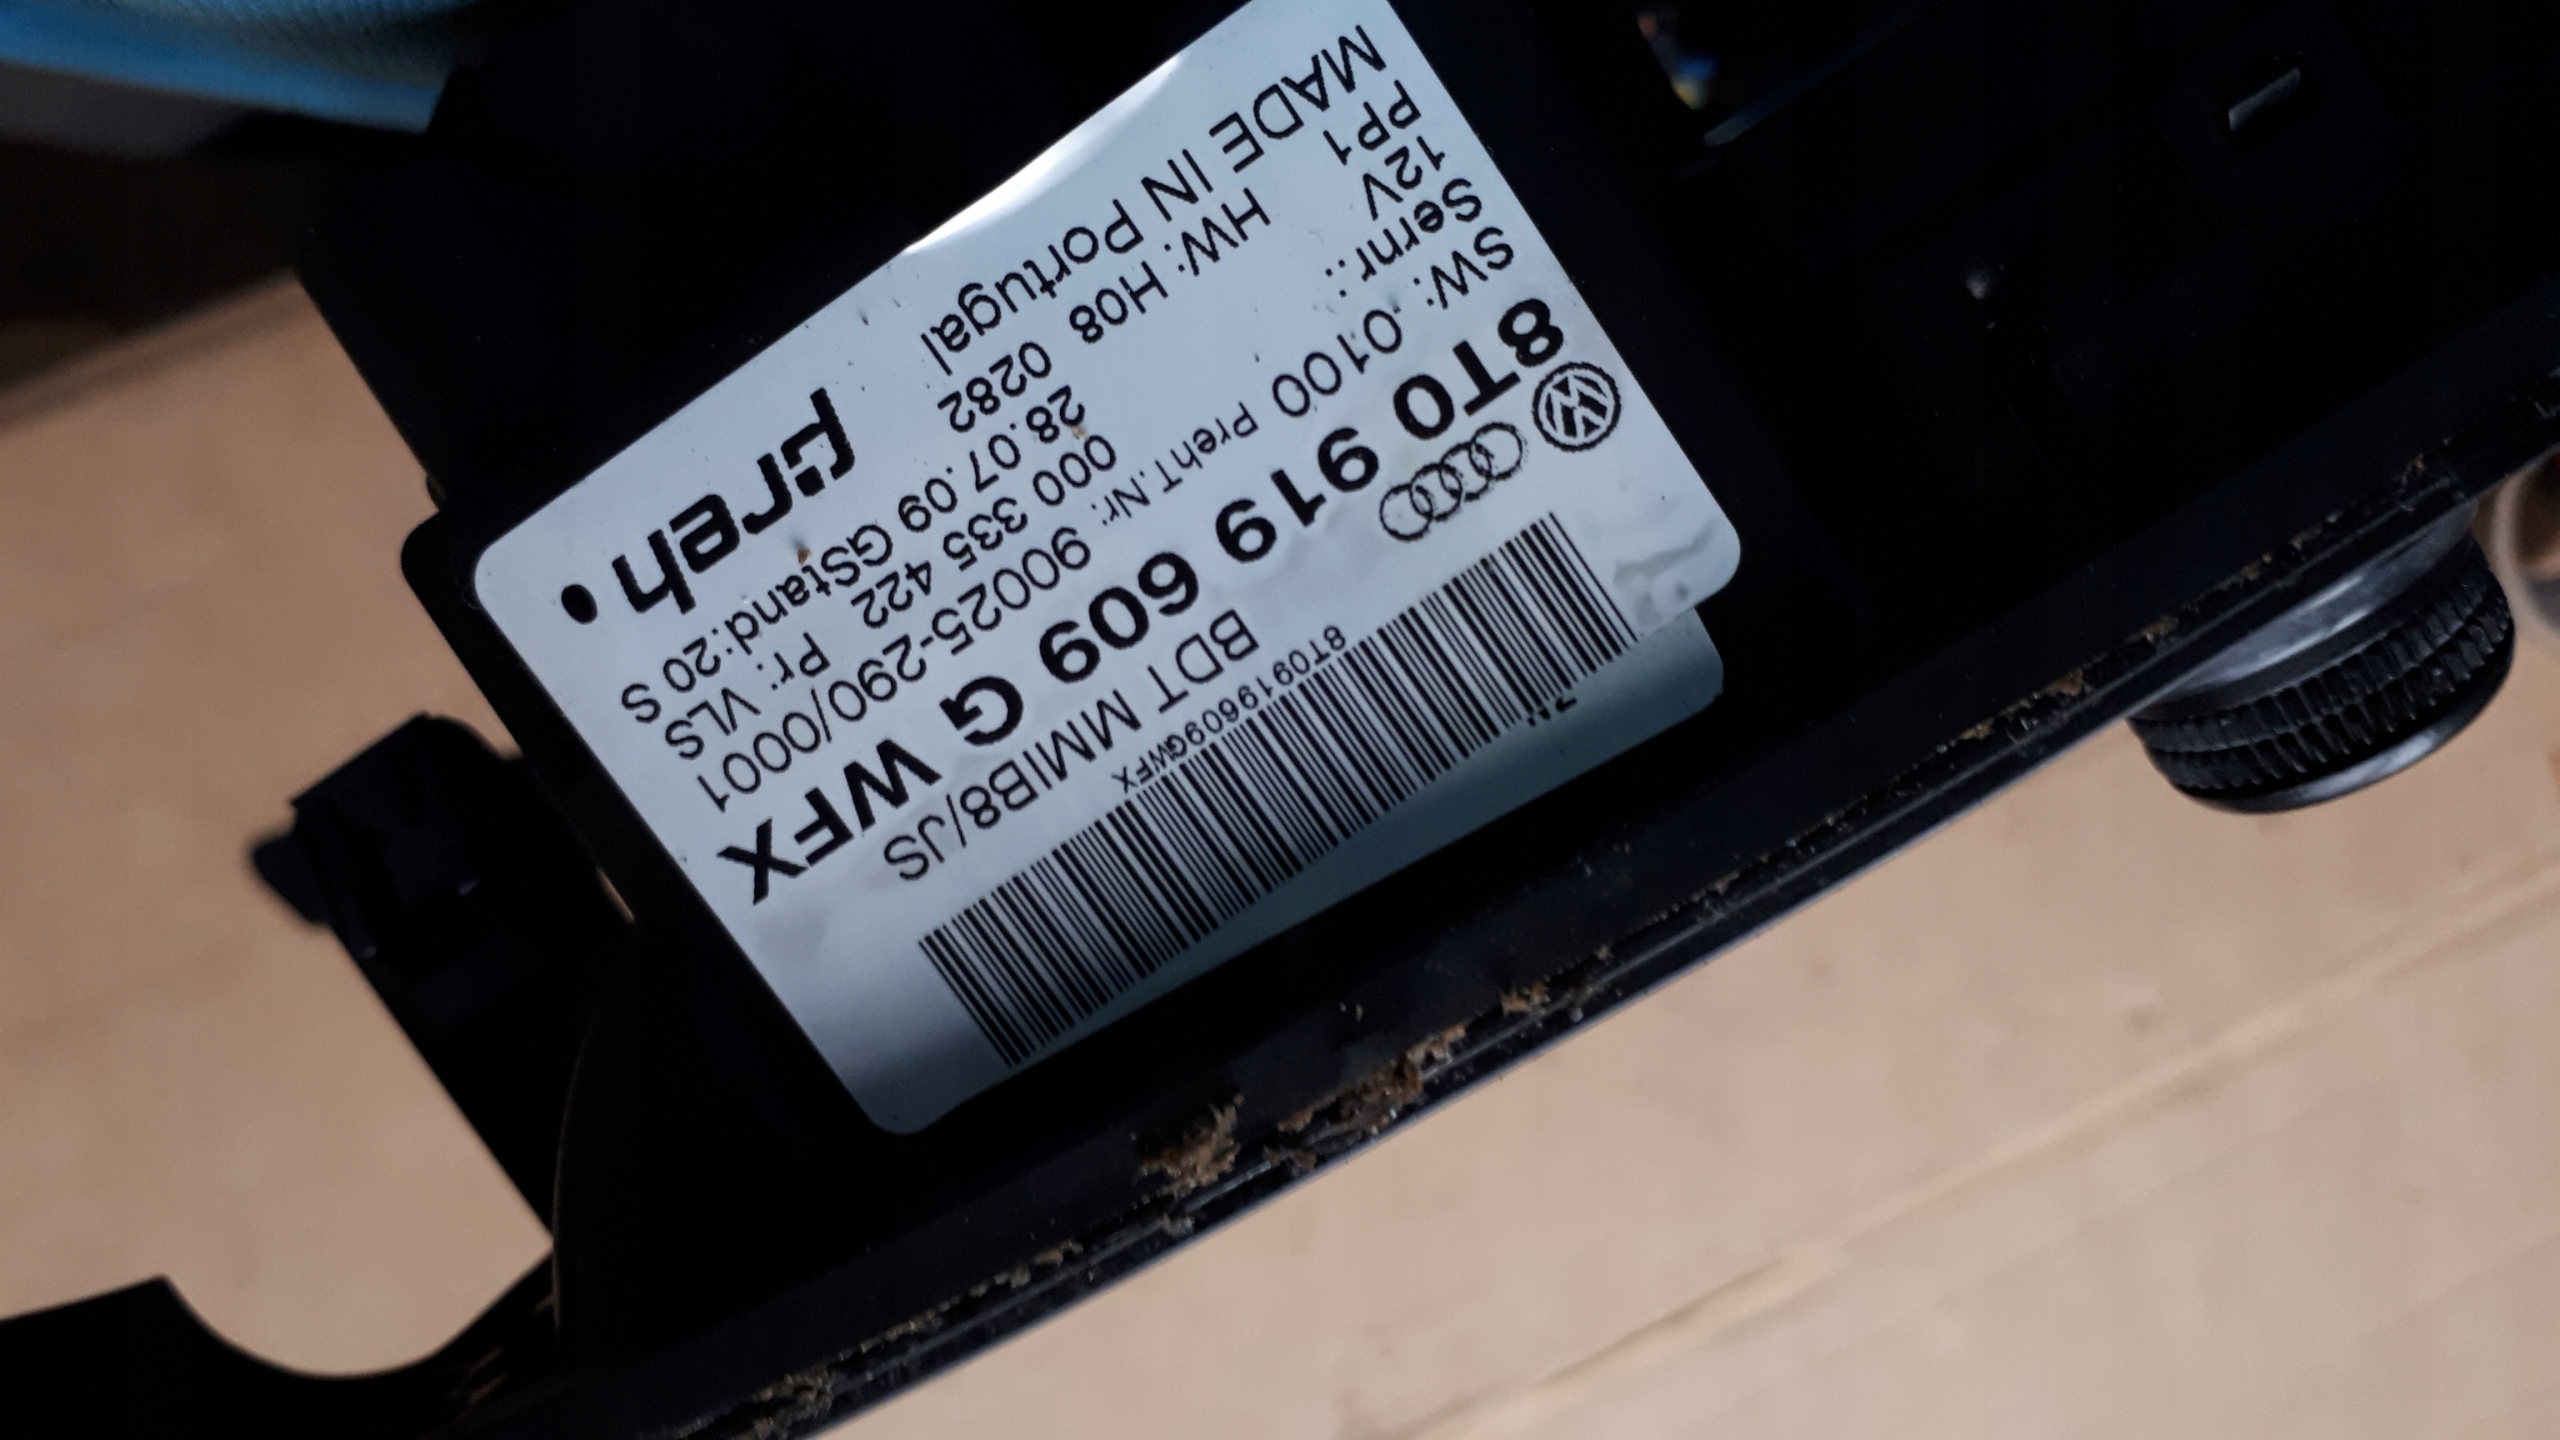 8T0919609GWFX
BDT MMIB8/JS
8T0 919 609 G WFX
SW: 0100 PrehT.Nr: 90025-290/0001
Sernr.: 000 335 422 Pr: VLS
12V 28.07.09 GStand:20 S
PP1 HW: H08 0282
MADE IN Portugal preh